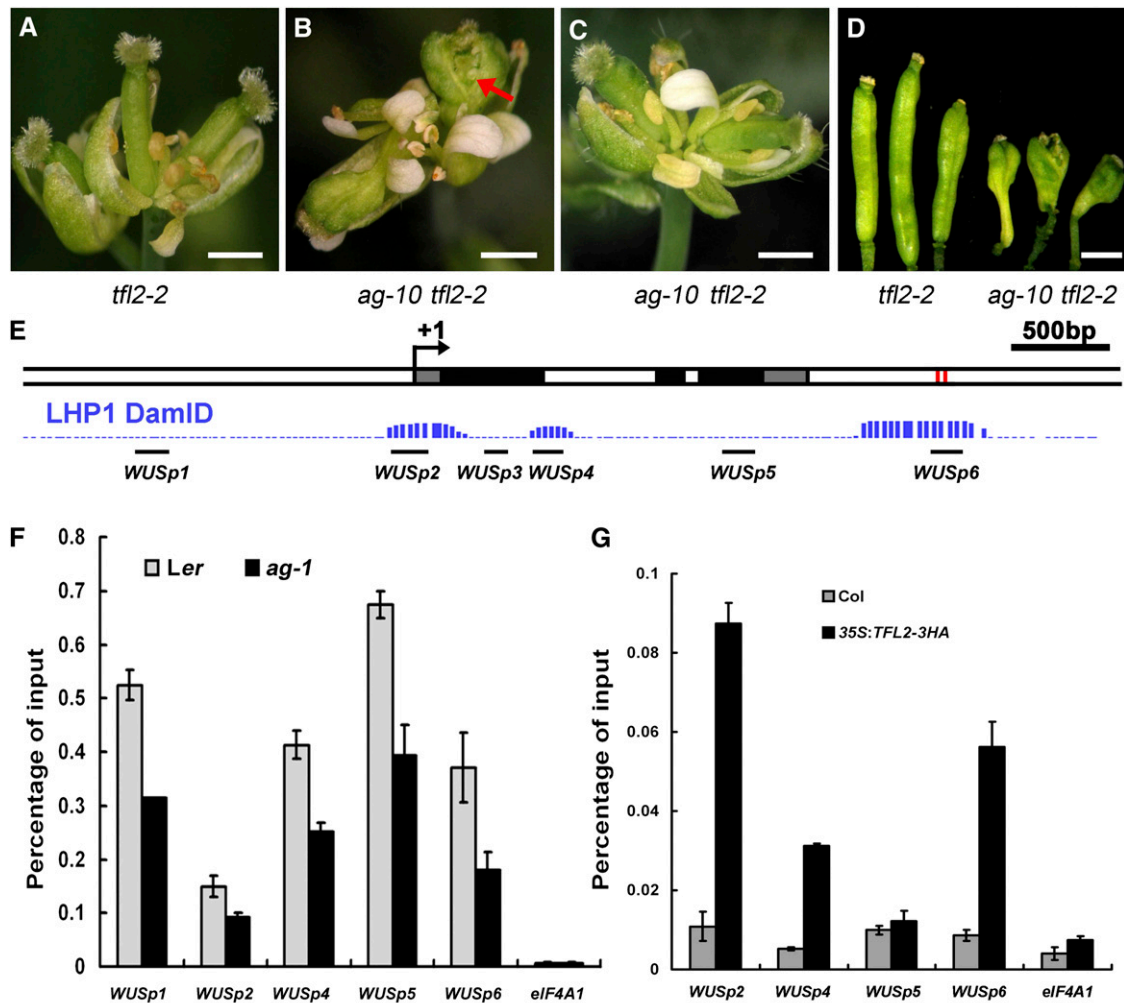 A
B
C
D
tfl2-2
ag-10 tfl2-2
ag-10 tfl2-2
tfl2-2
ag-10 tfl2-2
E
+1
500bp
LHP1 DamID
WUSp1
WUSp2
WUSp3
WUSp4
WUSp5
WUSp6
F
Percentage of input
0.8
0.7
0.6
0.5
0.4
0.3
0.2
0.1
0
Ler
ag-1
WUSp1
WUSp2
WUSp4
WUSp5
WUSp6
eIF4A1
G
Percentage of input
0.1
0.08
0.06
0.04
0.02
0
Col
35S:TFL2-3HA
WUSp2
WUSp4
WUSp5
WUSp6
eIF4A1